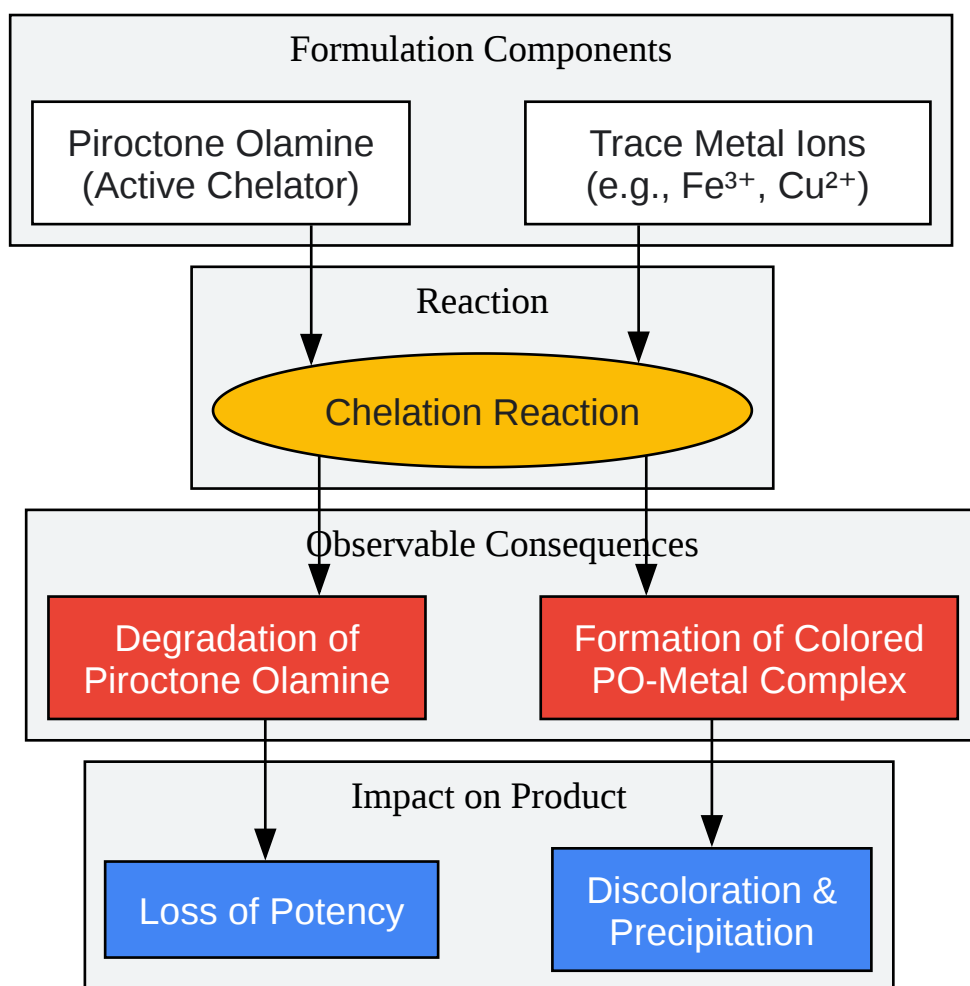 Formulation Components
Piroctone Olamine
(Active Chelator)
Trace Metal Ions
(e.g., Fe³⁺, Cu²⁺)
Reaction
Chelation Reaction
Observable Consequences
Degradation of
Piroctone Olamine
Formation of Colored
PO-Metal Complex
Impact on Product
Loss of Potency
Discoloration &
Precipitation